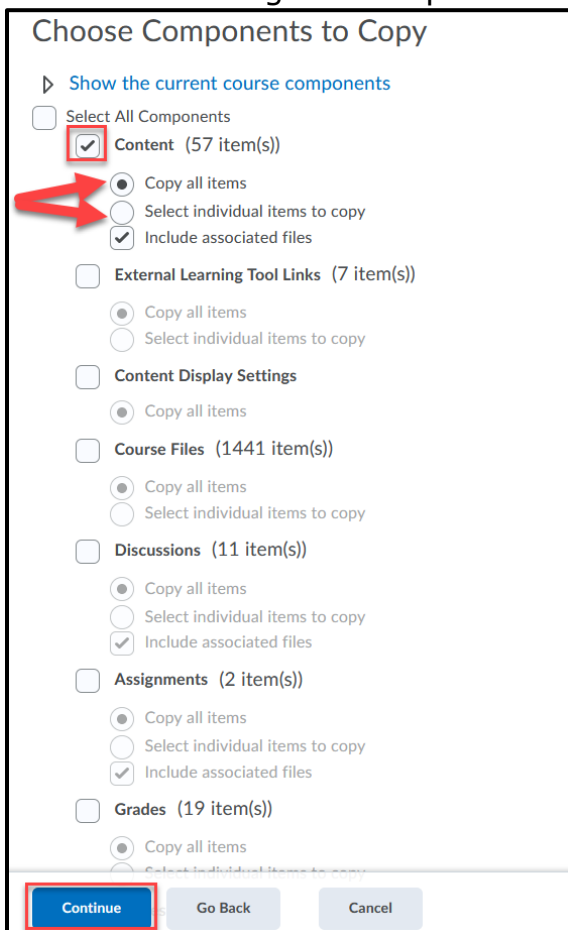 Choose Components to Copy
Show the current course components
Select All Components
Content (57 item(s))
Copy all items
Select individual items to copy
Include associated files
External Learning Tool Links (7 item(s))
Copy all items
Select individual items to copy
Content Display Settings
Copy all items
Course Files (1441 item(s))
Copy all items
Select individual items to copy
Discussions (11 item(s))
Copy all items
Select individual items to copy
Include associated files
Assignments (2 item(s))
Copy all items
Select individual items to copy
Include associated files
Grades (19 item(s))
Copy all items
Select individual items to copy
Continue Go Back Cancel